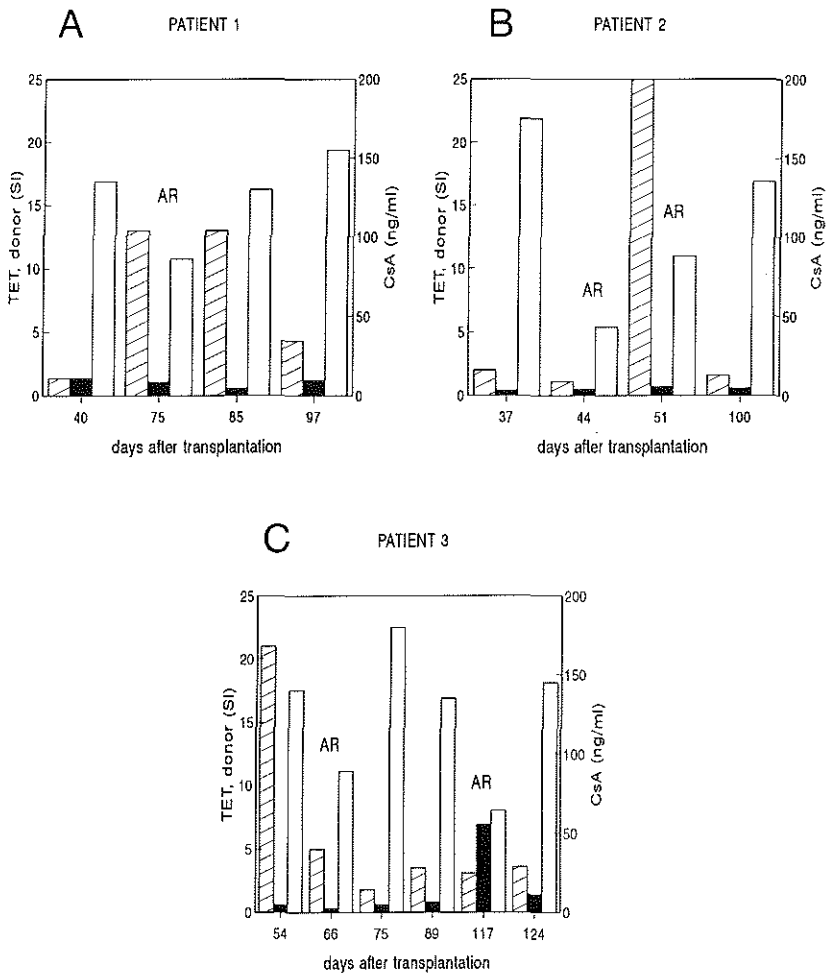 A
PATIENT 1
25
20
15
10
5
0
TET, donor (SI)
200
150
100
50
0
CsA (ng/ml)
AR
40 75 85 97
days after transplantation
B
PATIENT 2
25
20
15
10
5
0
TET, donor (SI)
200
150
100
50
0
CsA (ng/ml)
AR
AR
37 44 51 100
days after transplantation
C
PATIENT 3
25
20
15
10
5
0
TET, donor (SI)
200
150
100
50
0
CsA (ng/ml)
AR
AR
54 66 75 89 117 124
days after transplantation